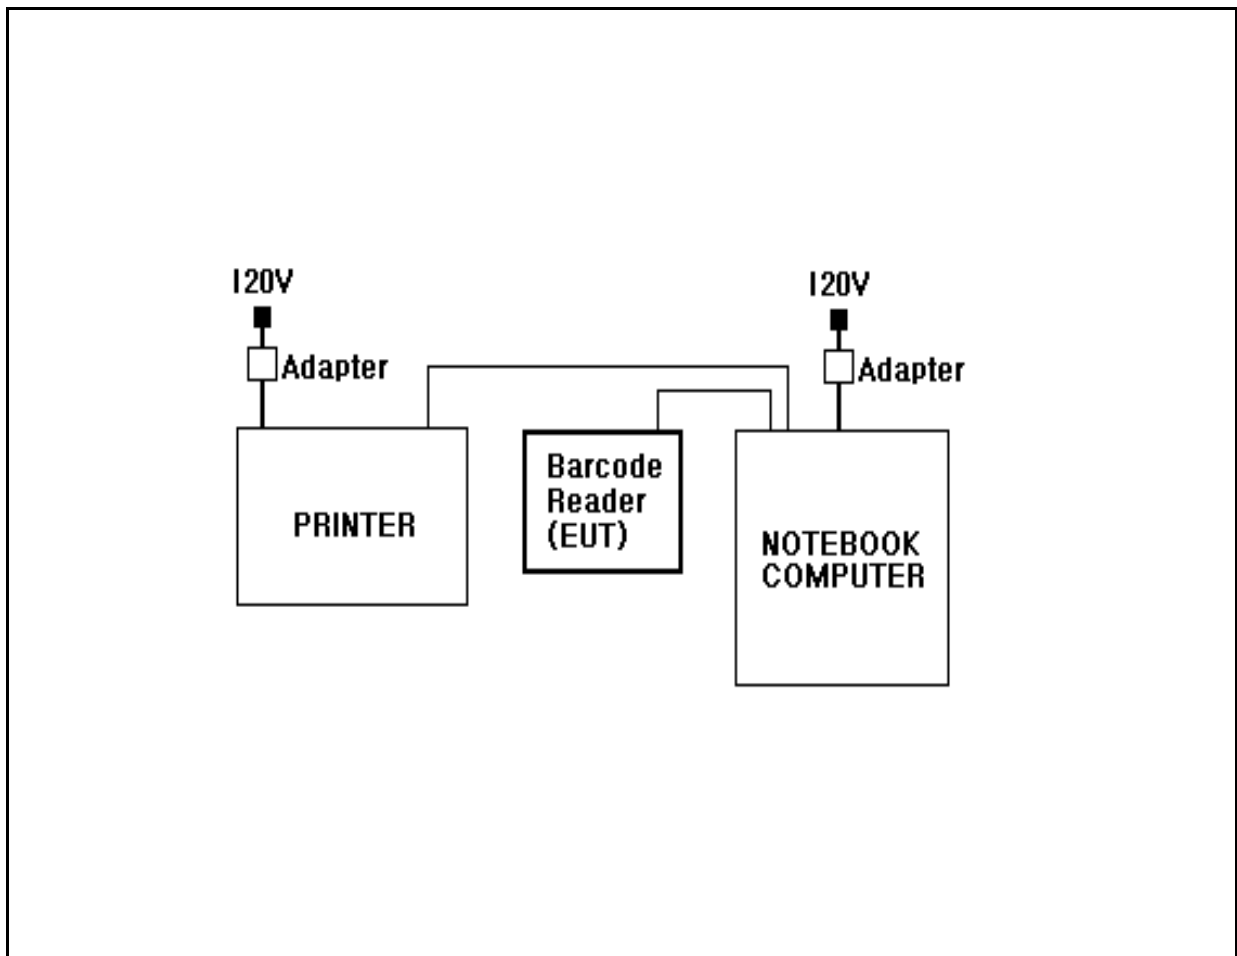 120V
Adapter
PRINTER
Barcode
Reader
(EUT)
120V
Adapter
NOTEBOOK
COMPUTER